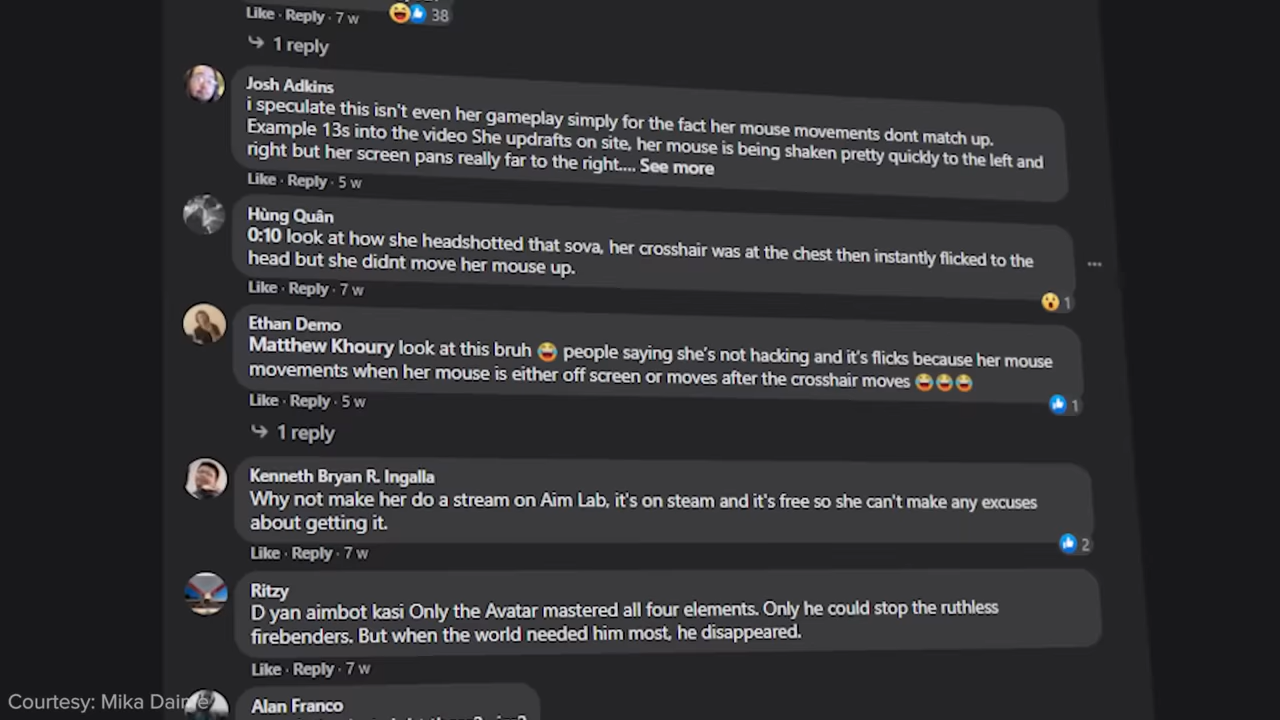 Like · Reply · 7 w 38
1 reply
Josh Adkins
i speculate this isn't even her gameplay simply for the fact her mouse movements dont match up.
Example 13s into the video She updrafts on site, her mouse is being shaken pretty quickly to the left and
right but her screen pans really far to the right.... See more
Like · Reply · 5 w
Hùng Quân
0:10 look at how she headshotted that sova, her crosshair was at the chest then instantly flicked to the
head but she didnt move her mouse up.
Like · Reply · 7 w
1
Ethan Demo
Matthew Khoury look at this bruh 😂 people saying she's not hacking and it's flicks because her mouse
movements when her mouse is either off screen or moves after the crosshair moves 😂😂😂
Like · Reply · 5 w
1
1 reply
Kenneth Bryan R. Ingalla
Why not make her do a stream on Aim Lab, it's on steam and it's free so she can't make any excuses
about getting it.
Like · Reply · 7 w
2
Ritzy
D yan aimbot kasi Only the Avatar mastered all four elements. Only he could stop the ruthless
firebenders. But when the world needed him most, he disappeared.
Like · Reply · 7 w
Courtesy: Mika
Alan Franco